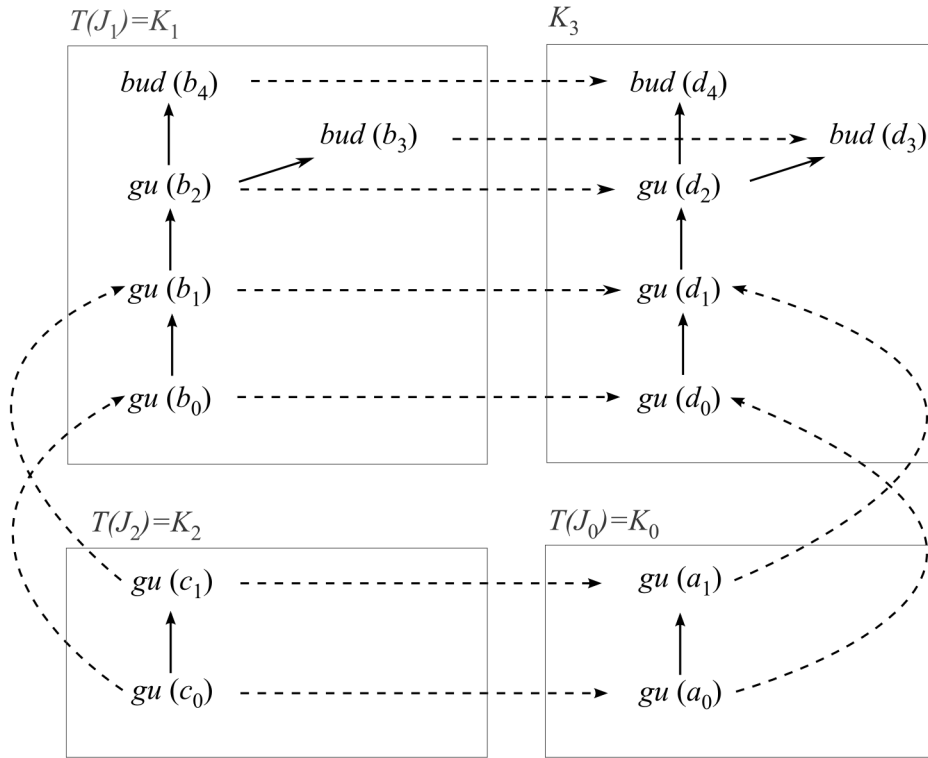 T(J₁)=K₁
K₃
bud (b₄)
bud (d₄)
bud (b₃)
bud (d₃)
gu (b₂)
gu (d₂)
gu (b₁)
gu (d₁)
gu (b₀)
gu (d₀)
T(J₂)=K₂
T(J₀)=K₀
gu (c₁)
gu (a₁)
gu (c₀)
gu (a₀)